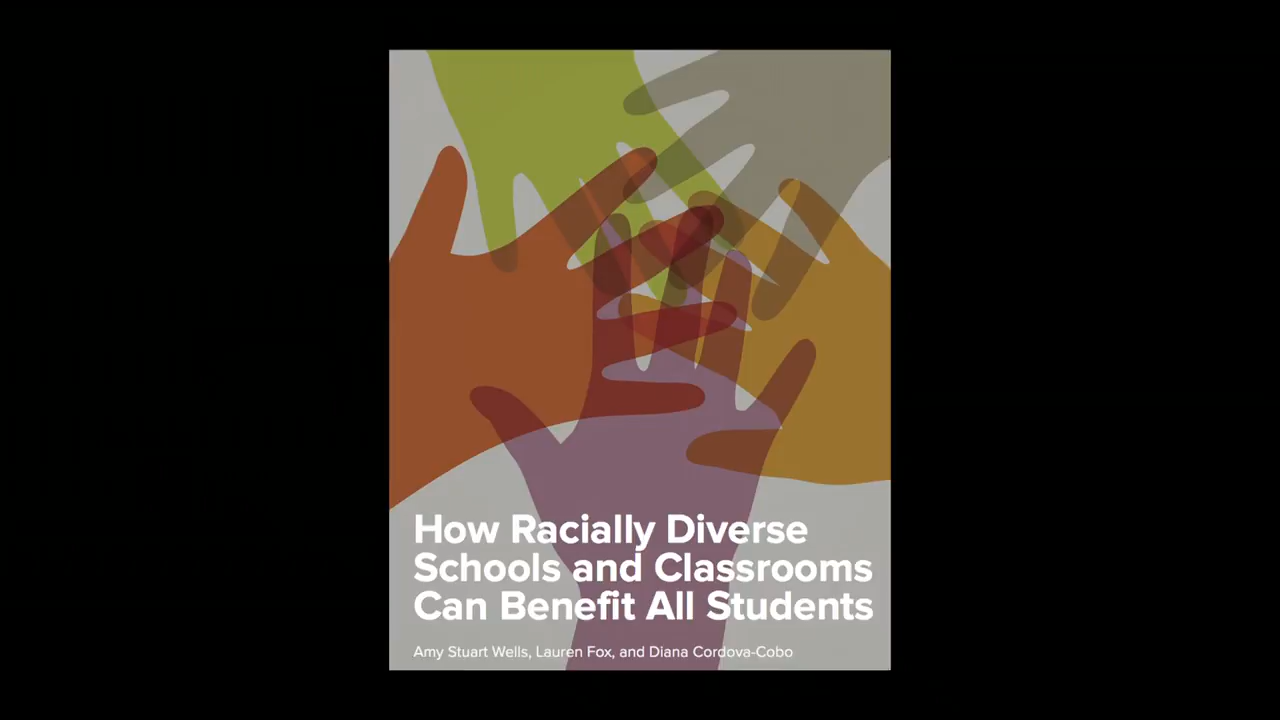 How Racially Diverse
Schools and Classrooms
Can Benefit All Students
Amy Stuart Wells, Lauren Fox, and Diana Cordova-Cobo